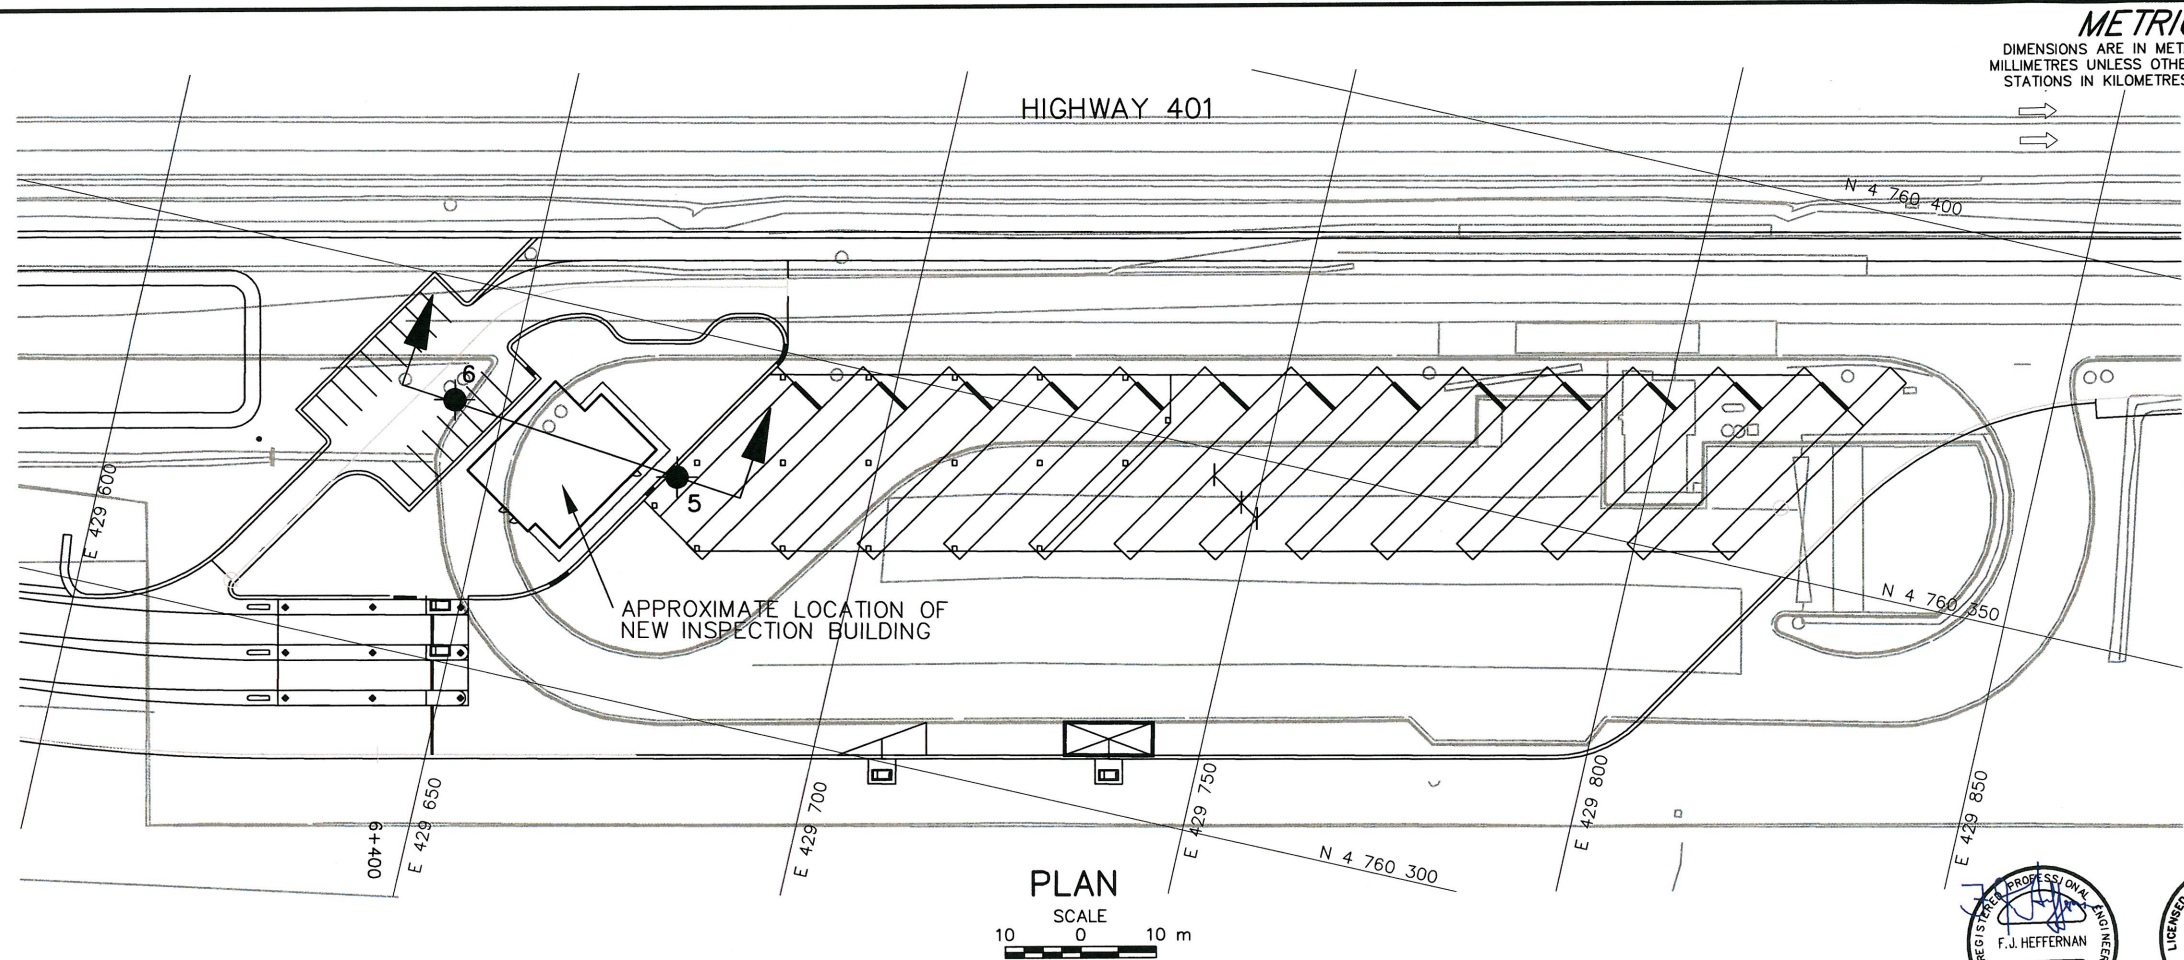 METRI
DIMENSIONS ARE IN MET
MILLIMETRES UNLESS OTHE
STATIONS IN KILOMETRES
HIGHWAY 401
N 4 760 400
6
5
E 429 600
N 4 760 350
APPROXIMATE LOCATION OF
NEW INSPECTION BUILDING
E 429 650
E 429 700
E 429 750
E 429 800
E 429 850
6+400
N 4 760 300
PLAN
SCALE
10 0 10 m
REGISTERED PROFESSIONAL ENGINEER
F.J. HEFFERNAN
LICENSED